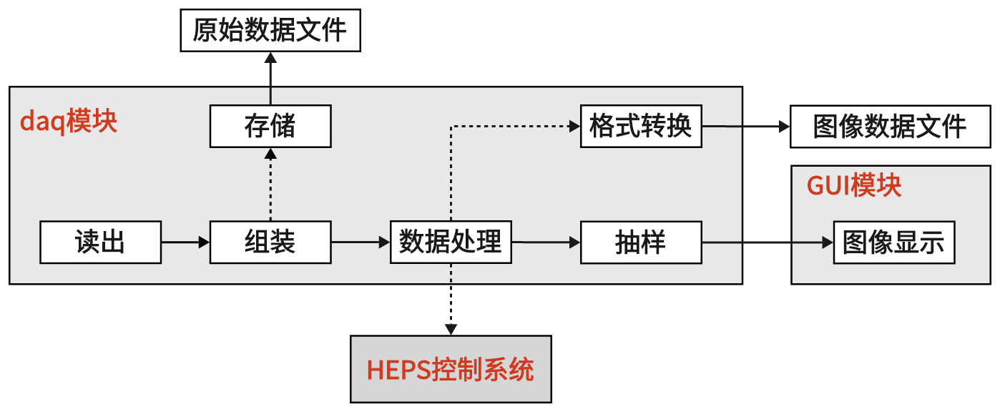 原始数据文件
daq模块
存储
格式转换
图像数据文件
GUI模块
读出
组装
数据处理
抽样
图像显示
HEPS控制系统